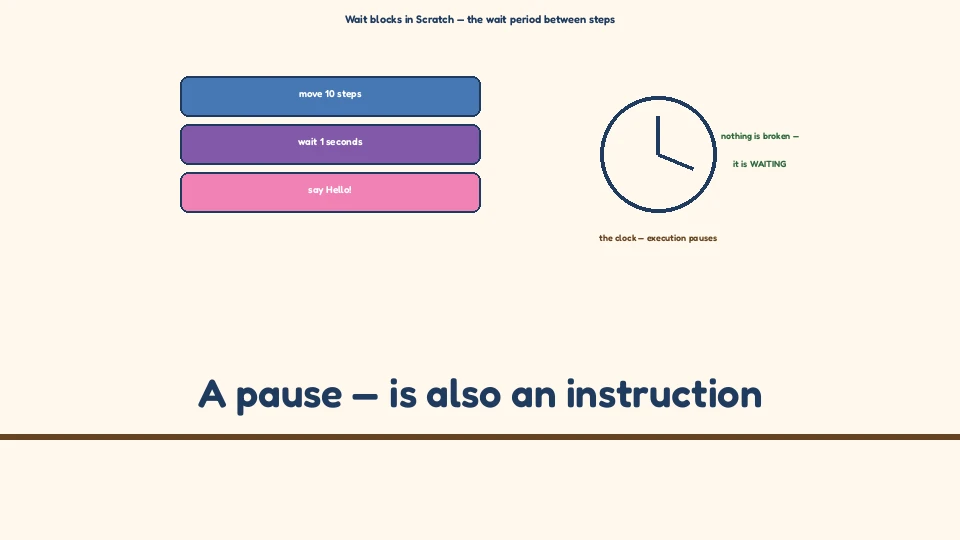 Wait blocks in Scratch — the wait period between steps
move 10 steps
wait 1 seconds
say Hello!
nothing is broken —
it is WAITING
the clock — execution pauses
A pause — is also an instruction